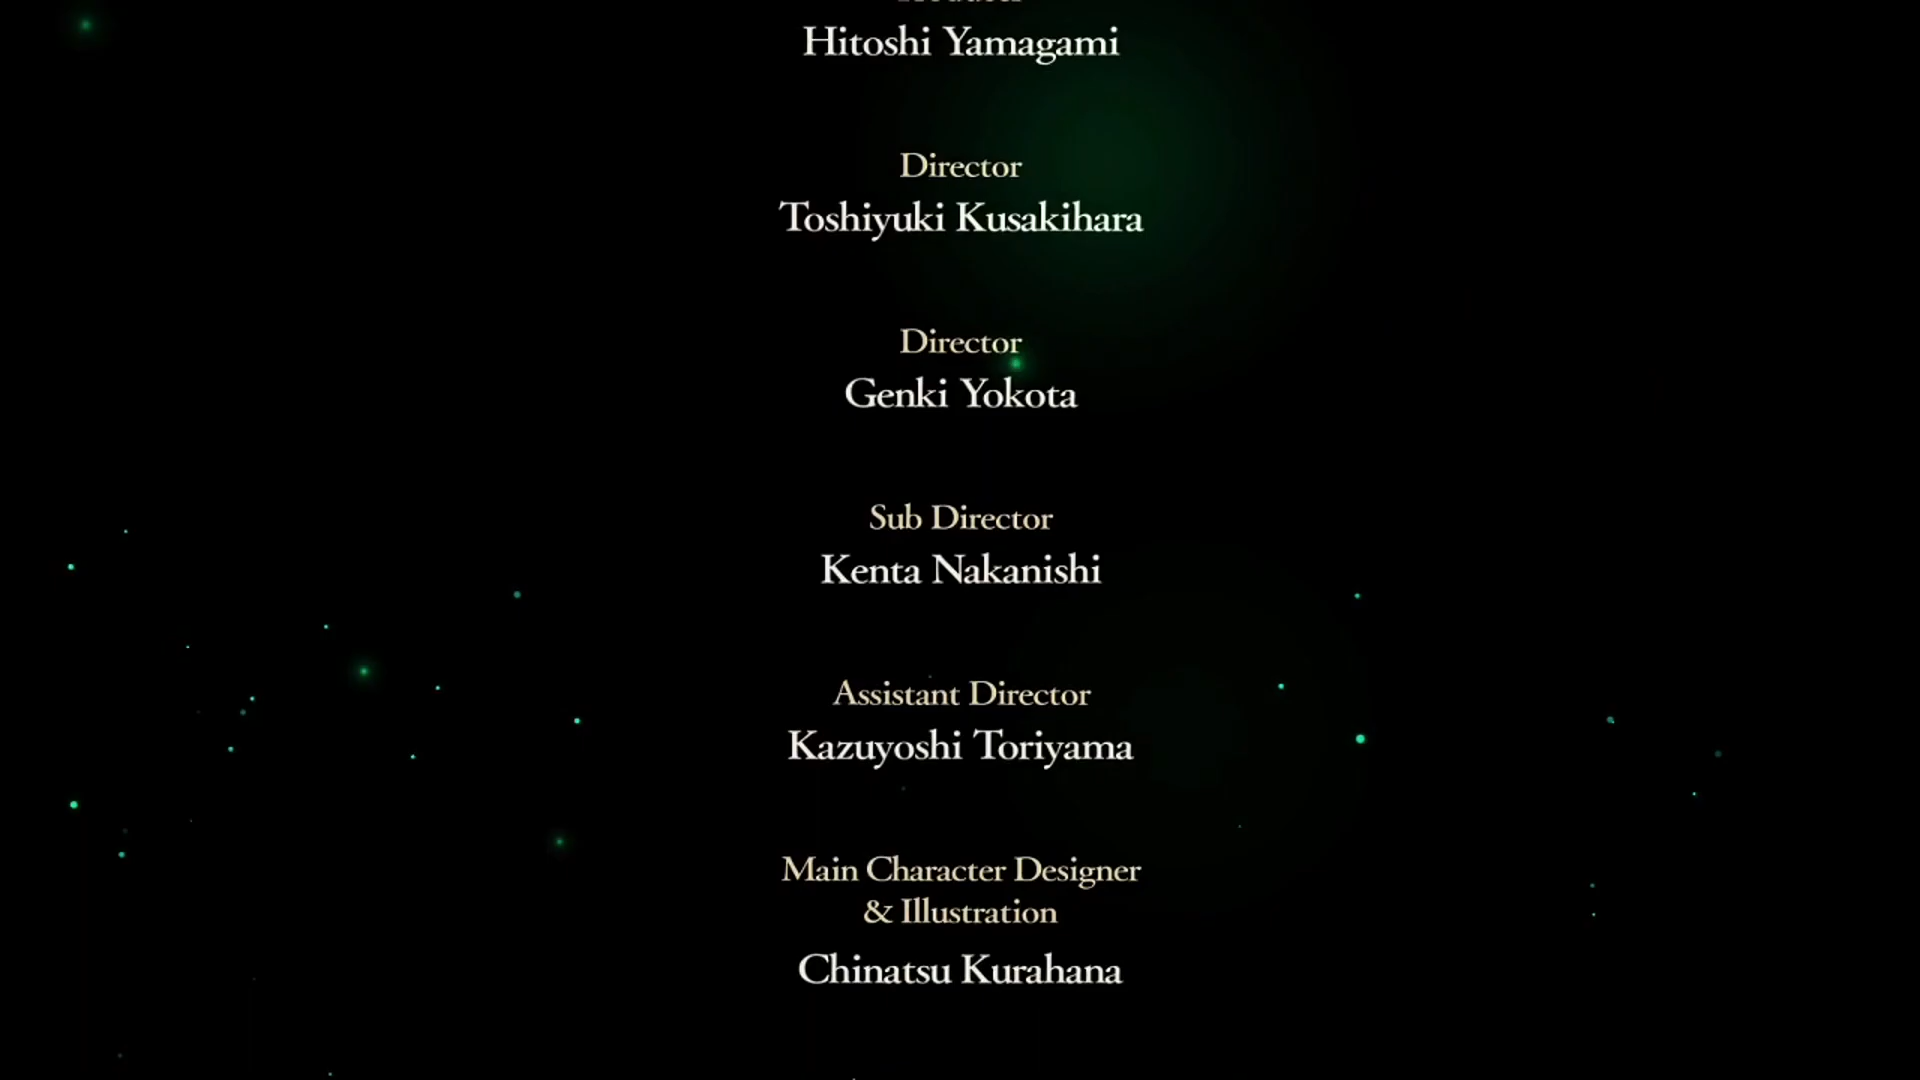 Producer
Hitoshi Yamagami
Director
Toshiyuki Kusakihara
Director
Genki Yokota
Sub Director
Kenta Nakanishi
Assistant Director
Kazuyoshi Toriyama
Main Character Designer
& Illustration
Chinatsu Kurahana